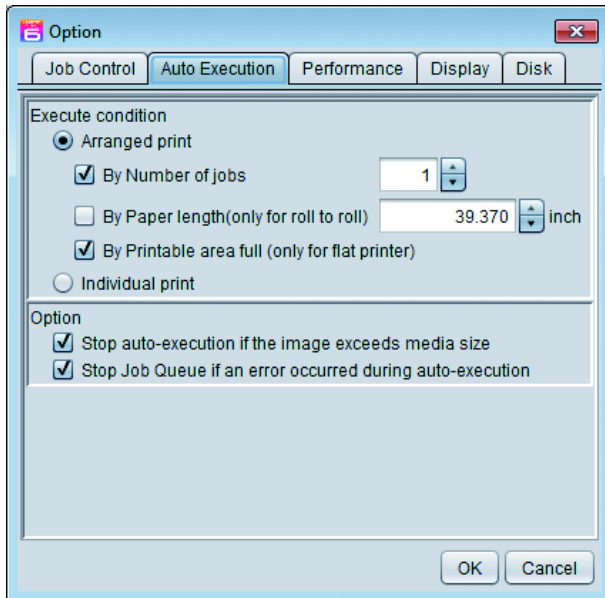 Option
Job Control Auto Execution Performance Display Disk
Execute condition
Arranged print
By Number of jobs 1
By Paper length(only for roll to roll) 39.370 inch
By Printable area full (only for flat printer)
Individual print
Option
Stop auto-execution if the image exceeds media size
Stop Job Queue if an error occurred during auto-execution
OK Cancel